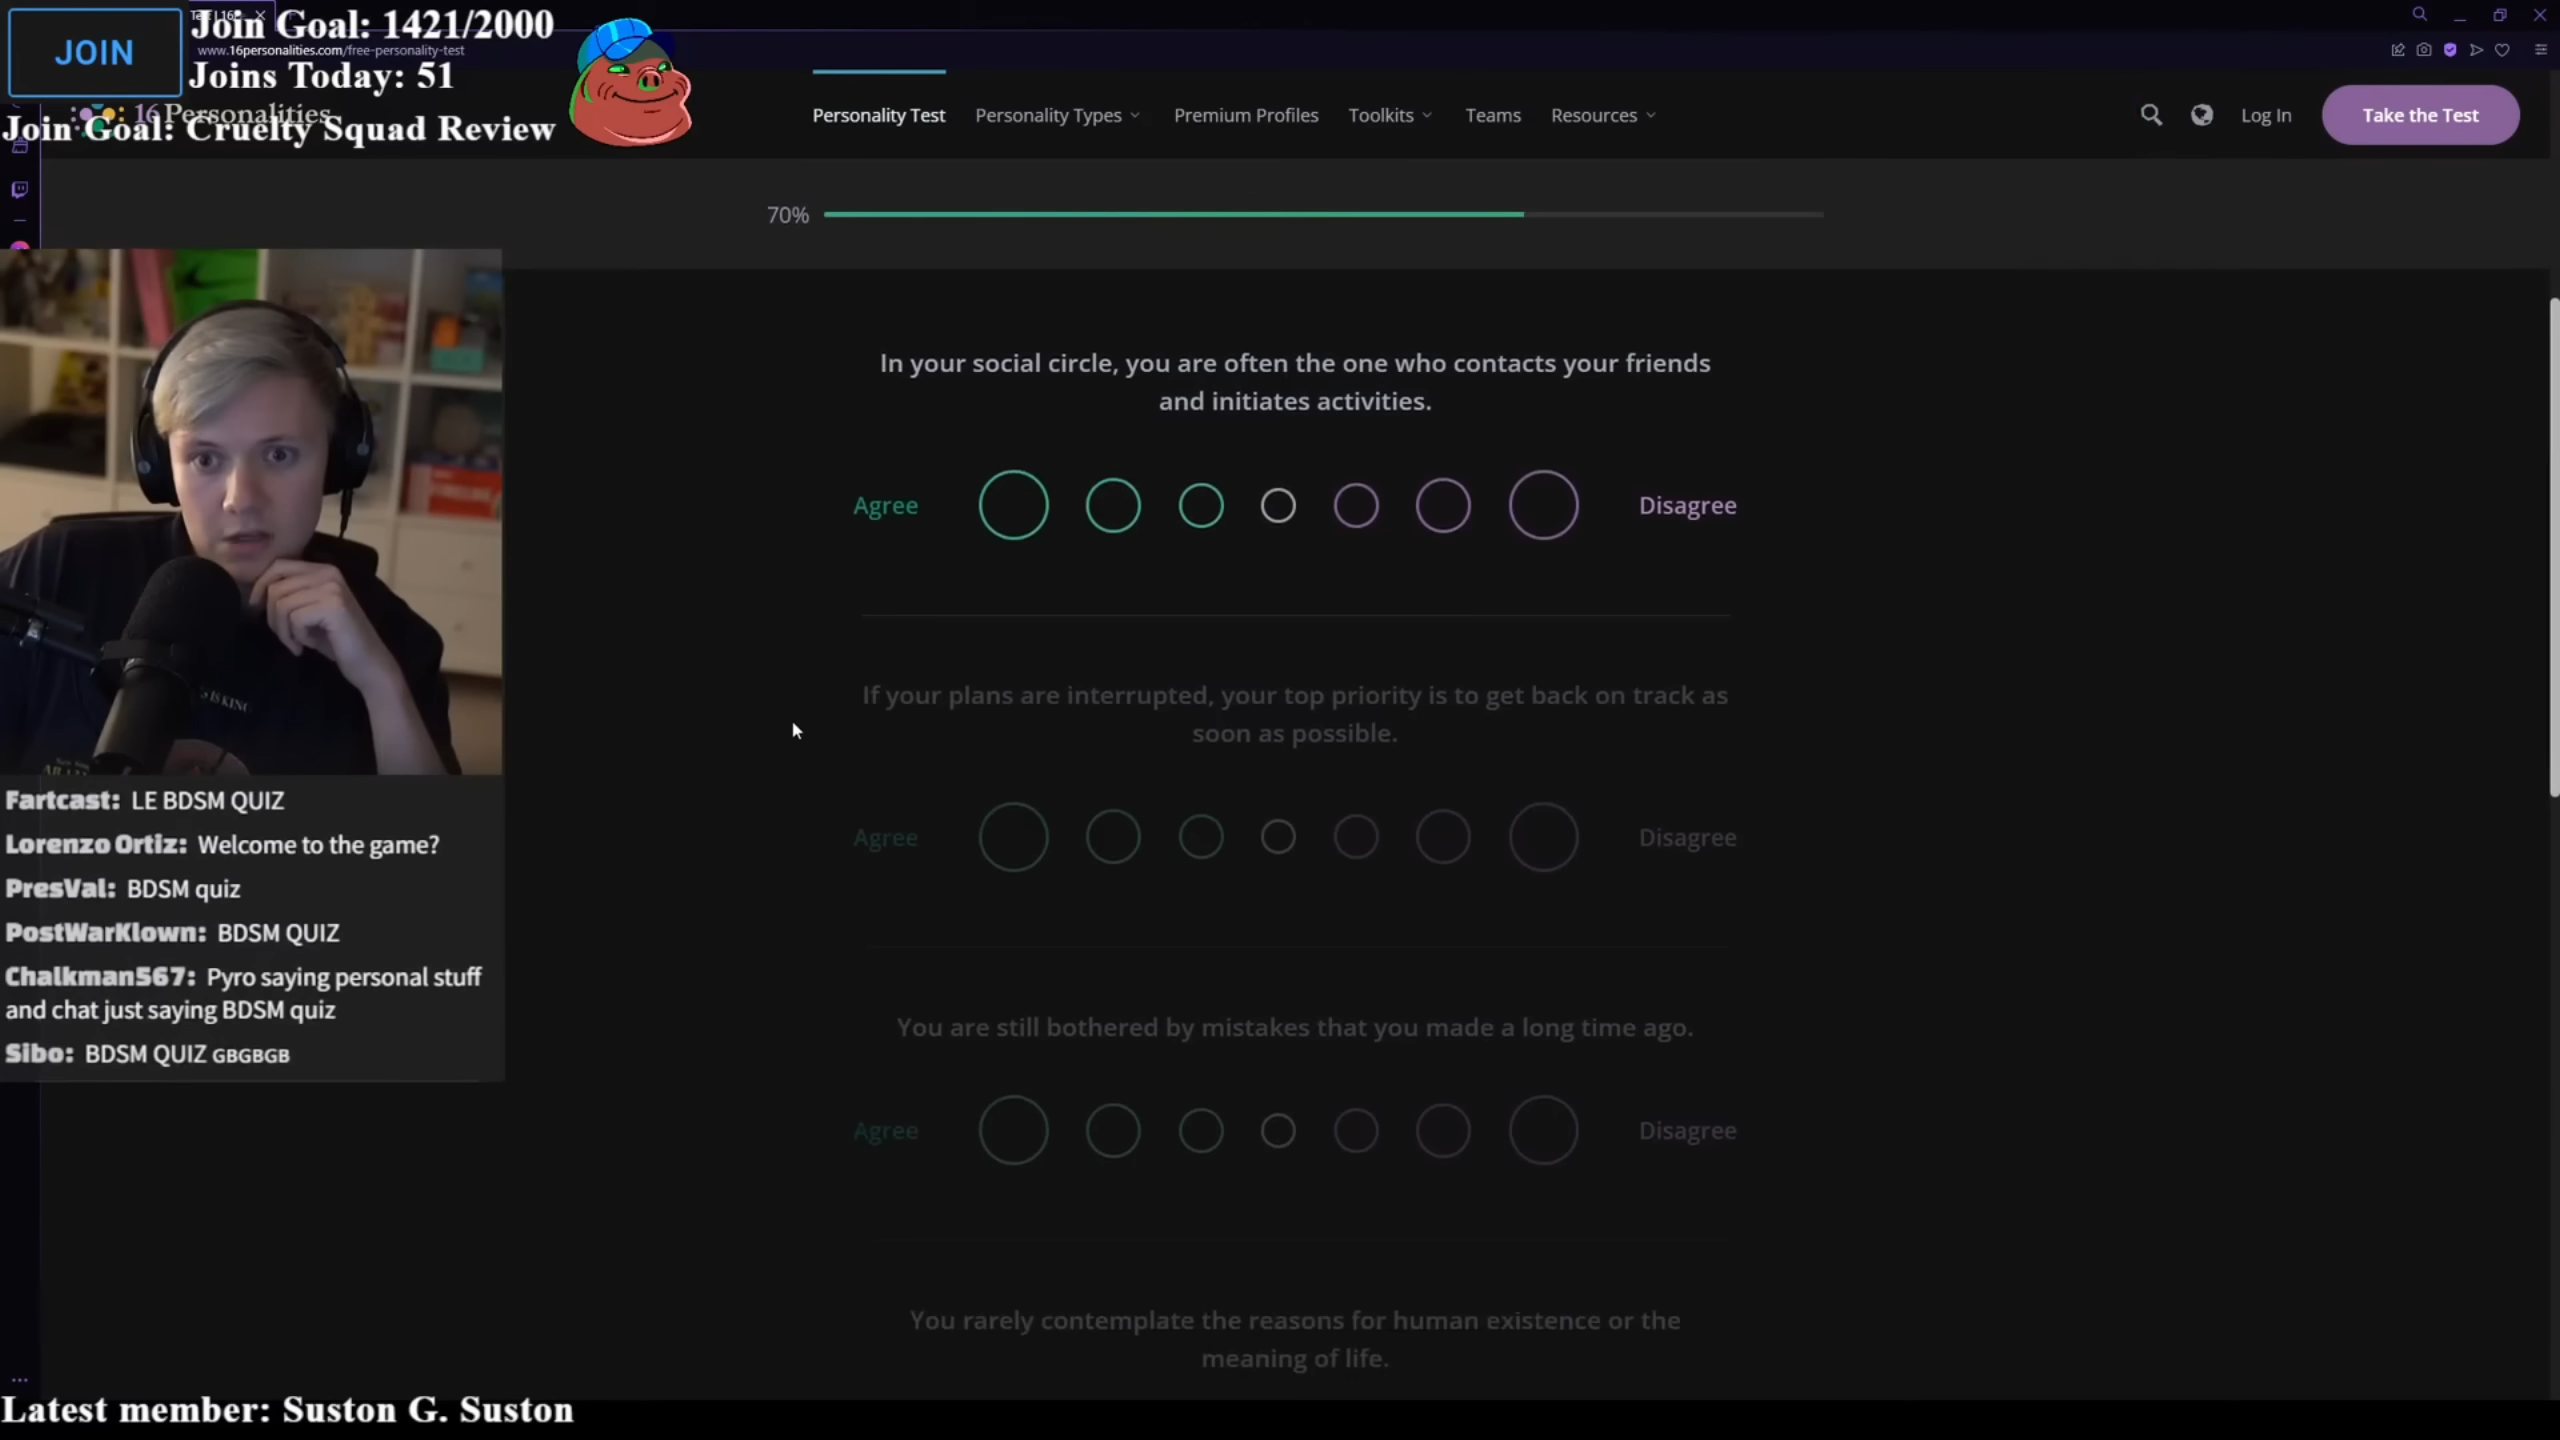 JOIN
Join Goal: 1421/2000
www.16personalities.com/free-personality-test
Joins Today: 51
16Personalities
Join Goal: Cruelty Squad Review
Personality Test
Personality Types
Premium Profiles
Toolkits
Teams
Resources
Log In
Take the Test
70%
In your social circle, you are often the one who contacts your friends
and initiates activities.
Agree
Disagree
If your plans are interrupted, your top priority is to get back on track as
soon as possible.
Agree
Disagree
You are still bothered by mistakes that you made a long time ago.
Agree
Disagree
You rarely contemplate the reasons for human existence or the
meaning of life.
Fartcast: LE BDSM QUIZ
Lorenzo Ortiz: Welcome to the game?
PresVal: BDSM quiz
PostWarKlown: BDSM QUIZ
Chalkman567: Pyro saying personal stuff
and chat just saying BDSM quiz
Sibo: BDSM QUIZ GBGBGB
Latest member: Suston G. Suston